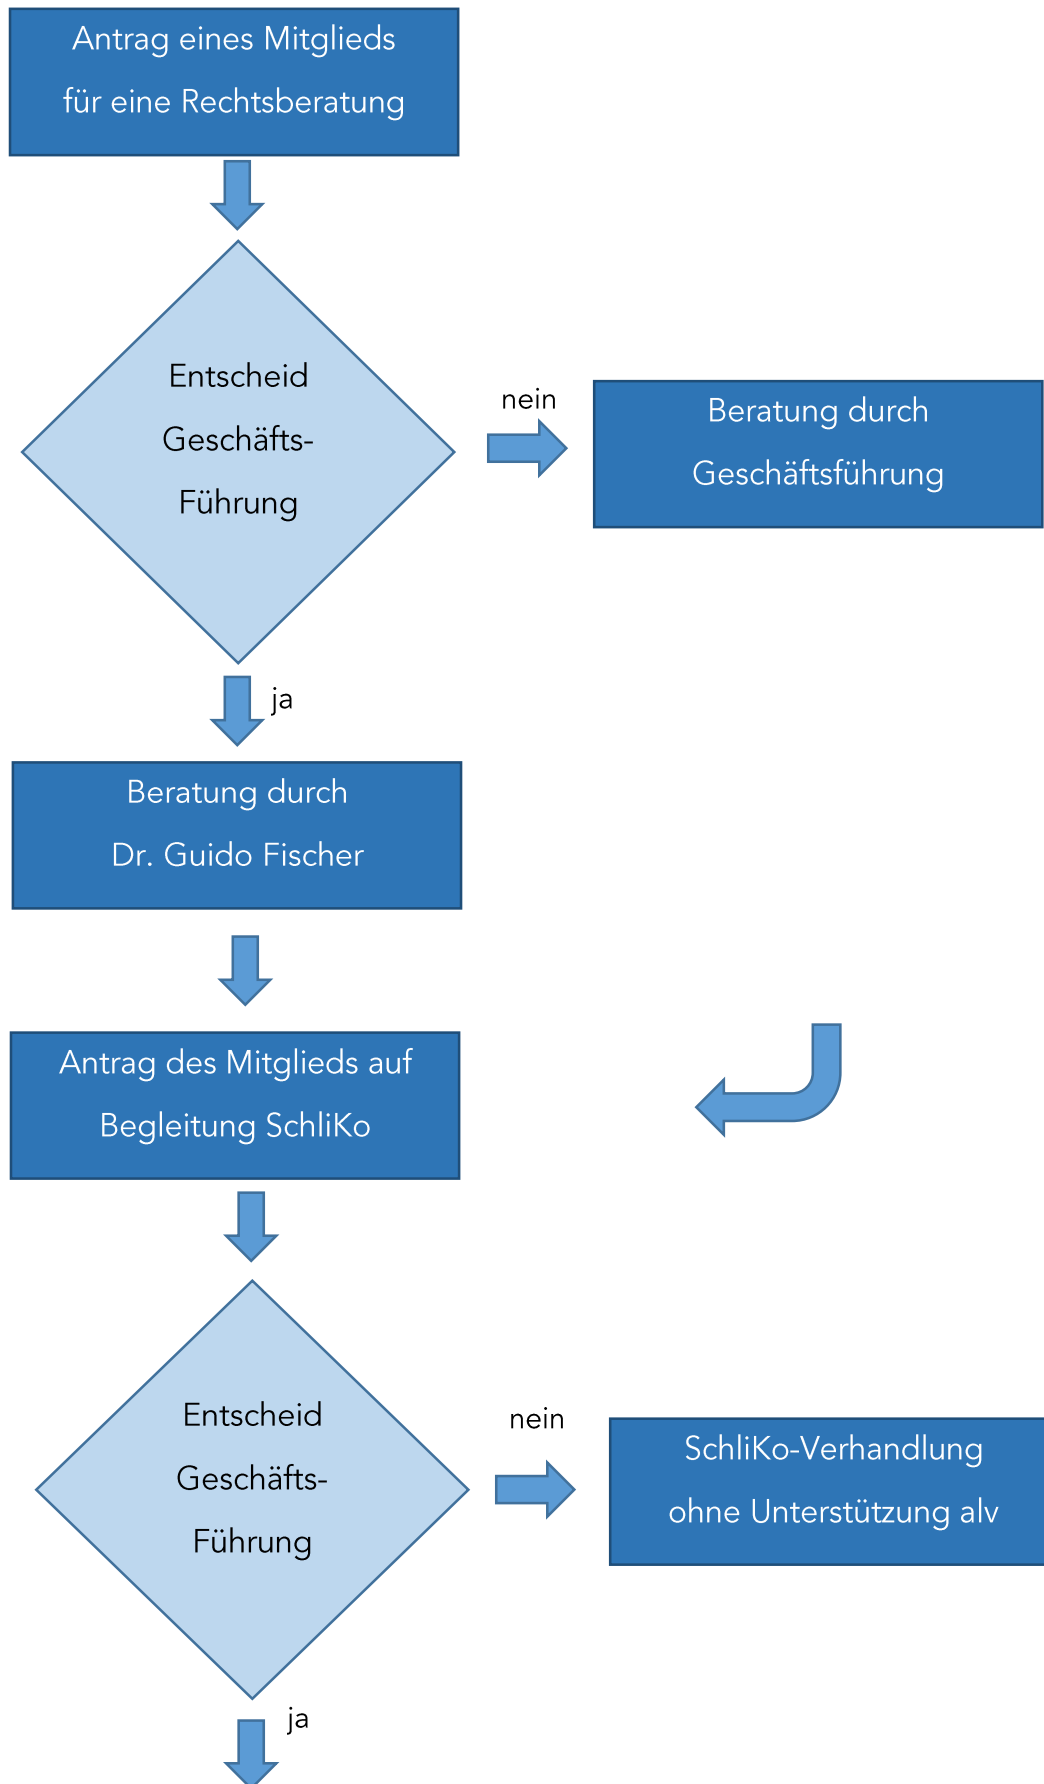 Antrag eines Mitglieds
für eine Rechtsberatung
Entscheid
Geschäfts-
Führung
nein
Beratung durch
Geschäftsführung
ja
Beratung durch
Dr. Guido Fischer
Antrag des Mitglieds auf
Begleitung SchliKo
Entscheid
Geschäfts-
Führung
nein
SchliKo-Verhandlung
ohne Unterstützung alv
ja